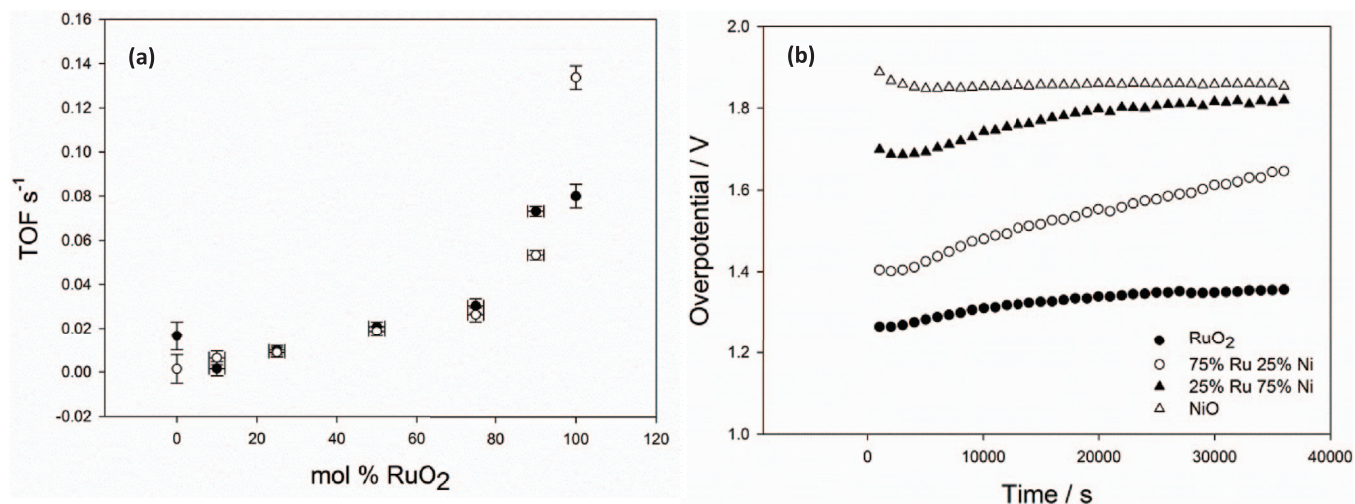 (a)
TOF s⁻¹
0.16
0.14
0.12
0.10
0.08
0.06
0.04
0.02
0.00
-0.02
0 20 40 60 80 100 120
mol % RuO₂
(b)
Overpotential / V
2.0
1.8
1.6
1.4
1.2
1.0
RuO₂
75% Ru 25% Ni
25% Ru 75% Ni
NiO
0 10000 20000 30000 40000
Time / s